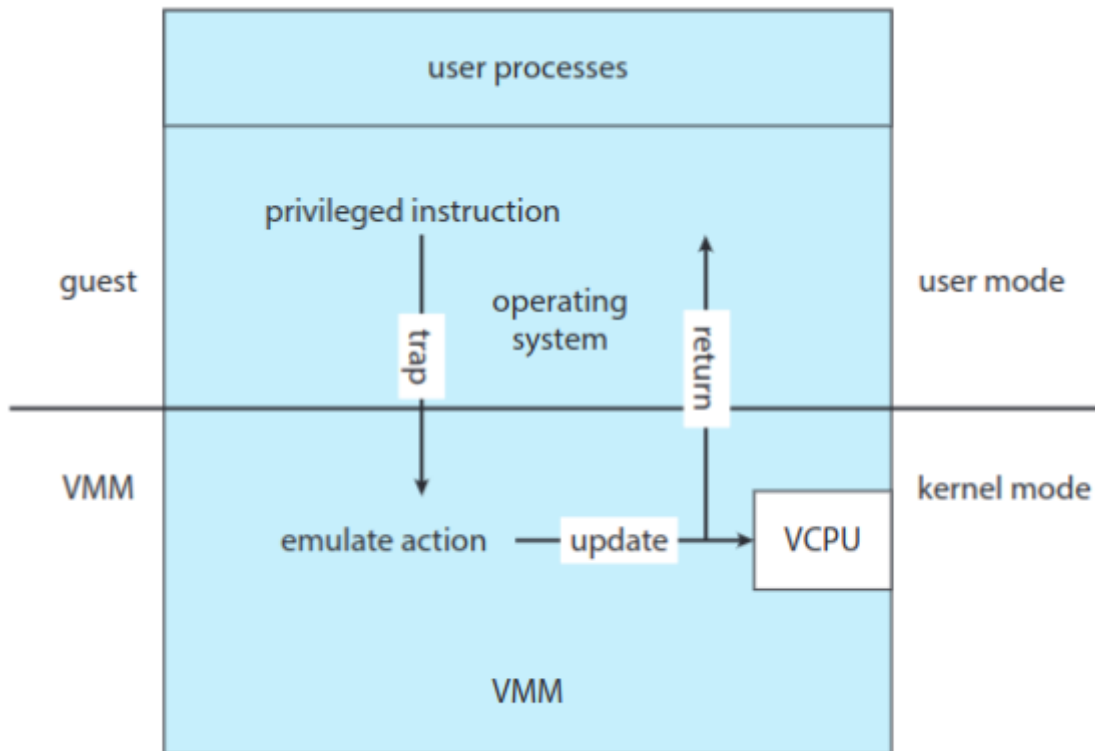 user processes
privileged instruction
guest
operating
system
user mode
trap
return
VMM
kernel mode
emulate action
update
VCPU
VMM